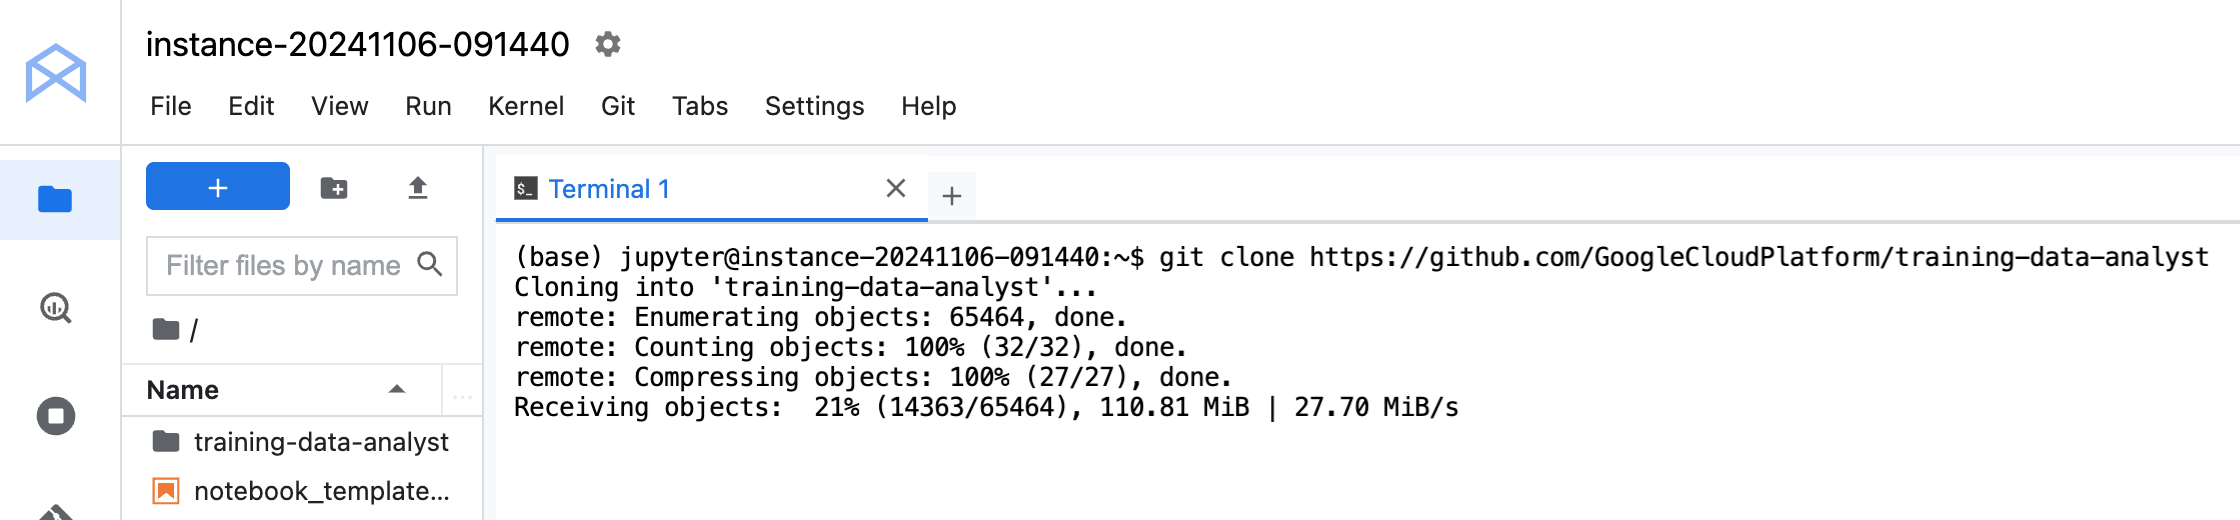 instance-20241106-091440
File Edit View Run Kernel Git Tabs Settings Help
Filter files by name
/
Name
...
training-data-analyst
notebook_template...
$_ Terminal 1
(base) jupyter@instance-20241106-091440:~$ git clone https://github.com/GoogleCloudPlatform/training-data-analyst
Cloning into 'training-data-analyst'...
remote: Enumerating objects: 65464, done.
remote: Counting objects: 100% (32/32), done.
remote: Compressing objects: 100% (27/27), done.
Receiving objects:  21% (14363/65464), 110.81 MiB | 27.70 MiB/s